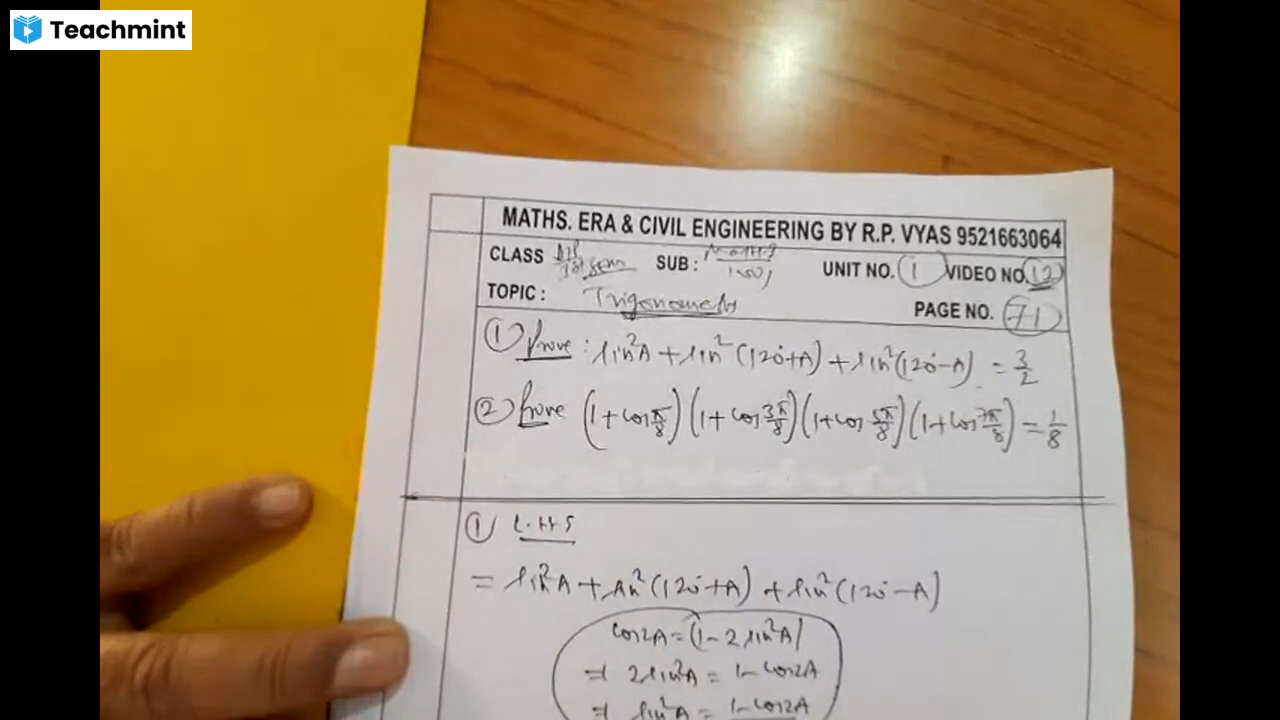 Teachmint
MATHS. ERA & CIVIL ENGINEERING BY R.P. VYAS 9521663064
CLASS Ist Sem SUB : Maths UNIT NO. 1 VIDEO NO. 12
TOPIC : Trigonometry PAGE NO. 71
① Prove : sin²A + sin²(120°+A) + sin²(120°-A) = 3/2
② Prove (1+cos π/8) (1+cos 3π/8) (1+cos 5π/8) (1+cos 7π/8) = 1/8
① L.H.S
= sin²A + sin²(120°+A) + sin²(120°-A)
cos2A = (1-2sin²A)
⇒ 2sin²A = 1-cos2A
⇒ sin²A = 1-cos2A